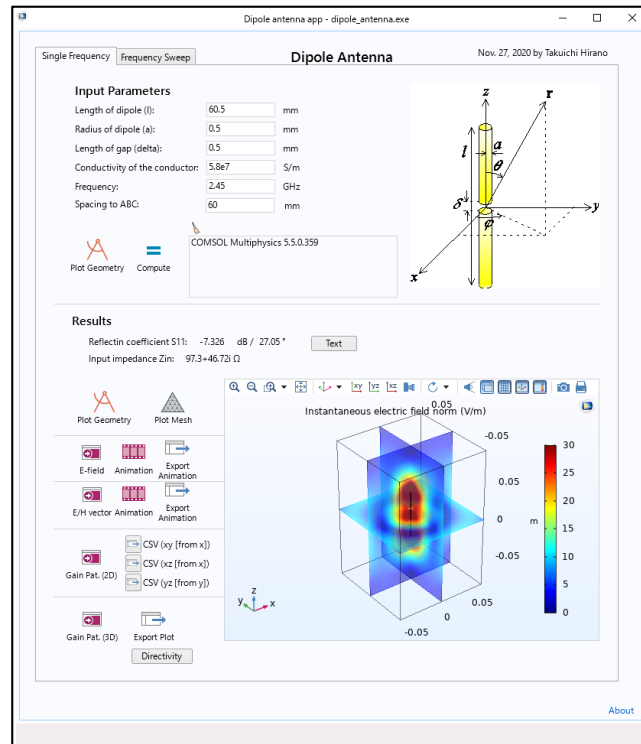 Dipole antenna app - dipole_antenna.exe
Single Frequency
Frequency Sweep
Dipole Antenna
Nov. 27, 2020 by Takuichi Hirano
Input Parameters
Length of dipole (l): 60.5 mm
Radius of dipole (a): 0.5 mm
Length of gap (delta): 0.5 mm
Conductivity of the conductor: 5.8e7 S/m
Frequency: 2.45 GHz
Spacing to ABC: 60 mm
z
r
l
a
θ
δ
y
φ
x
Plot Geometry
Compute
COMSOL Multiphysics 5.5.0.359
Results
Reflectin coefficient S11: -7.326 dB / 27.05 °
Input impedance Zin: 97.3+46.72i Ω
Text
Plot Geometry
Plot Mesh
E-field
Animation
Export
Animation
E/H vector
Animation
Export
Animation
Gain Pat. (2D)
CSV (xy [from x])
CSV (xz [from x])
CSV (yz [from y])
Gain Pat. (3D)
Export Plot
Directivity
xy
yz
xz
Instantaneous electric field norm (V/m)
0.05
-0.05
0.05
0
m
-0.05
0.05
0
-0.05
z
y
x
30
25
20
15
10
5
0
About